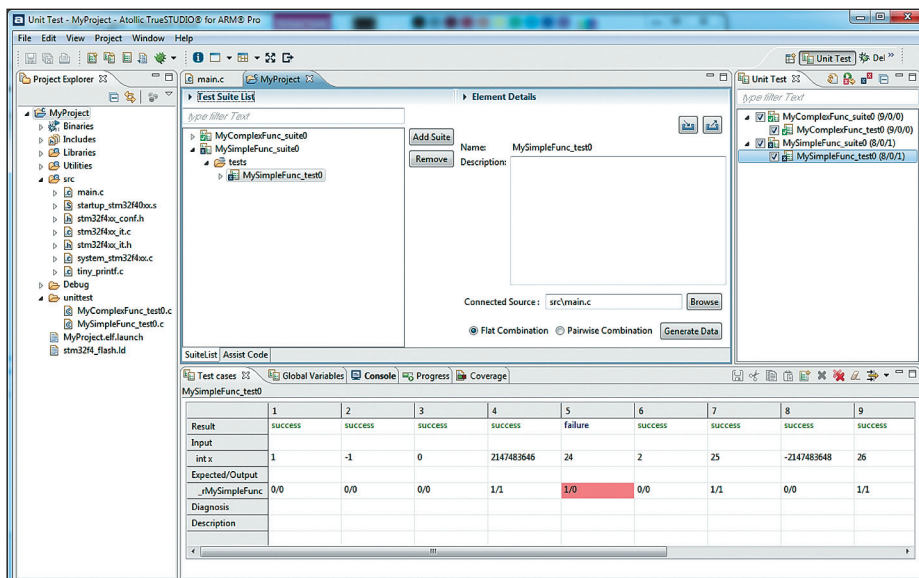 Unit Test - MyProject - Atollic TrueSTUDIO® for ARM® Pro
File Edit View Project Window Help
Unit Test
Del
Project Explorer
MyProject
Binaries
Includes
Libraries
Utilities
src
main.c
startup_stm32f40xx.s
stm32f4xx_conf.h
stm32f4xx_it.c
stm32f4xx_it.h
system_stm32f4xx.c
tiny_printf.c
Debug
unittest
MyComplexFunc_test0.c
MySimpleFunc_test0.c
MyProject.elf.launch
stm32f4_flash.ld
main.c
MyProject
Test Suite List
type filter Text
MyComplexFunc_suite0
MySimpleFunc_suite0
tests
MySimpleFunc_test0
Add Suite
Remove
Element Details
Name: MySimpleFunc_test0
Description:
Connected Source: src\main.c Browse
Flat Combination Pairwise Combination Generate Data
SuiteList Assist Code
Unit Test
type filter Text
MyComplexFunc_suite0 (9/0/0)
MyComplexFunc_test0 (9/0/0)
MySimpleFunc_suite0 (8/0/1)
MySimpleFunc_test0 (8/0/1)
Test cases Global Variables Console Progress Coverage
MySimpleFunc_test0
1 2 3 4 5 6 7 8 9
Result success success success success failure success success success success
Input
int x 1 -1 0 2147483646 24 2 25 -2147483648 26
Expected/Output
_rMySimpleFunc 0/0 0/0 0/0 1/1 1/0 0/0 1/1 0/0 1/1
Diagnosis
Description